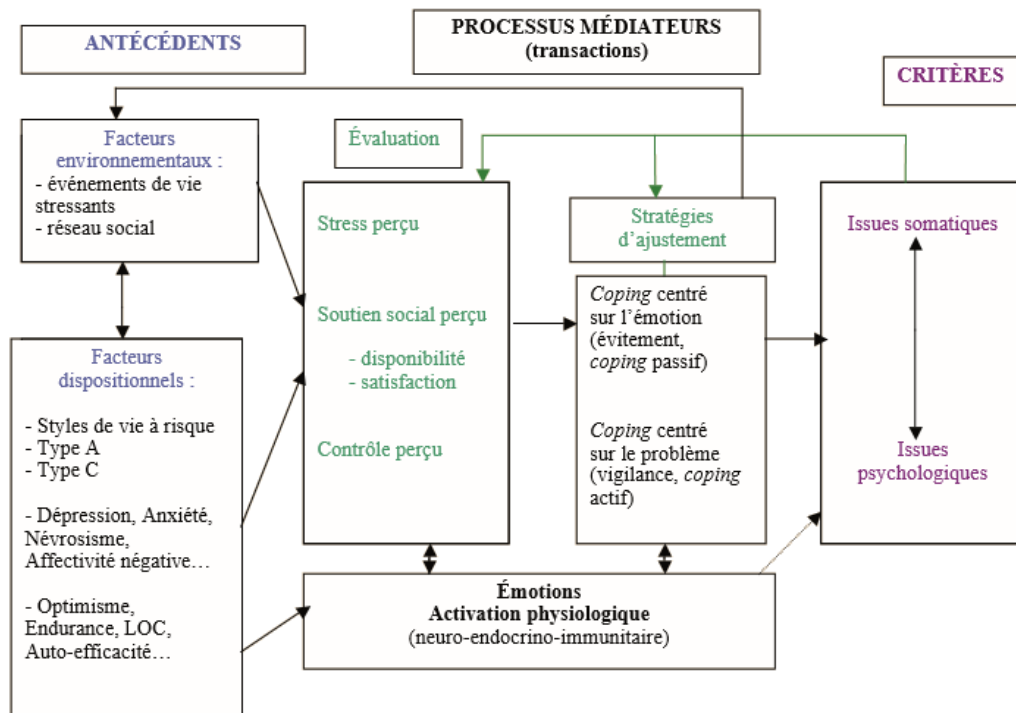 ANTÉCÉDENTS
PROCESSUS MÉDIATEURS
(transactions)
CRITÈRES
Facteurs
environnementaux :
- événements de vie
stressants
- réseau social
Facteurs
dispositionnels :
- Styles de vie à risque
- Type A
- Type C
- Dépression, Anxiété,
Névrosisme,
Affectivité négative…
- Optimisme,
Endurance, LOC,
Auto-efficacité…
Évaluation
Stress perçu
Soutien social perçu
- disponibilité
- satisfaction
Contrôle perçu
Stratégies
d’ajustement
Coping centré
sur l’émotion
(évitement,
coping passif)
Coping centré
sur le problème
(vigilance, coping
actif)
Émotions
Activation physiologique
(neuro-endocrino-immunitaire)
Issues somatiques
Issues
psychologiques